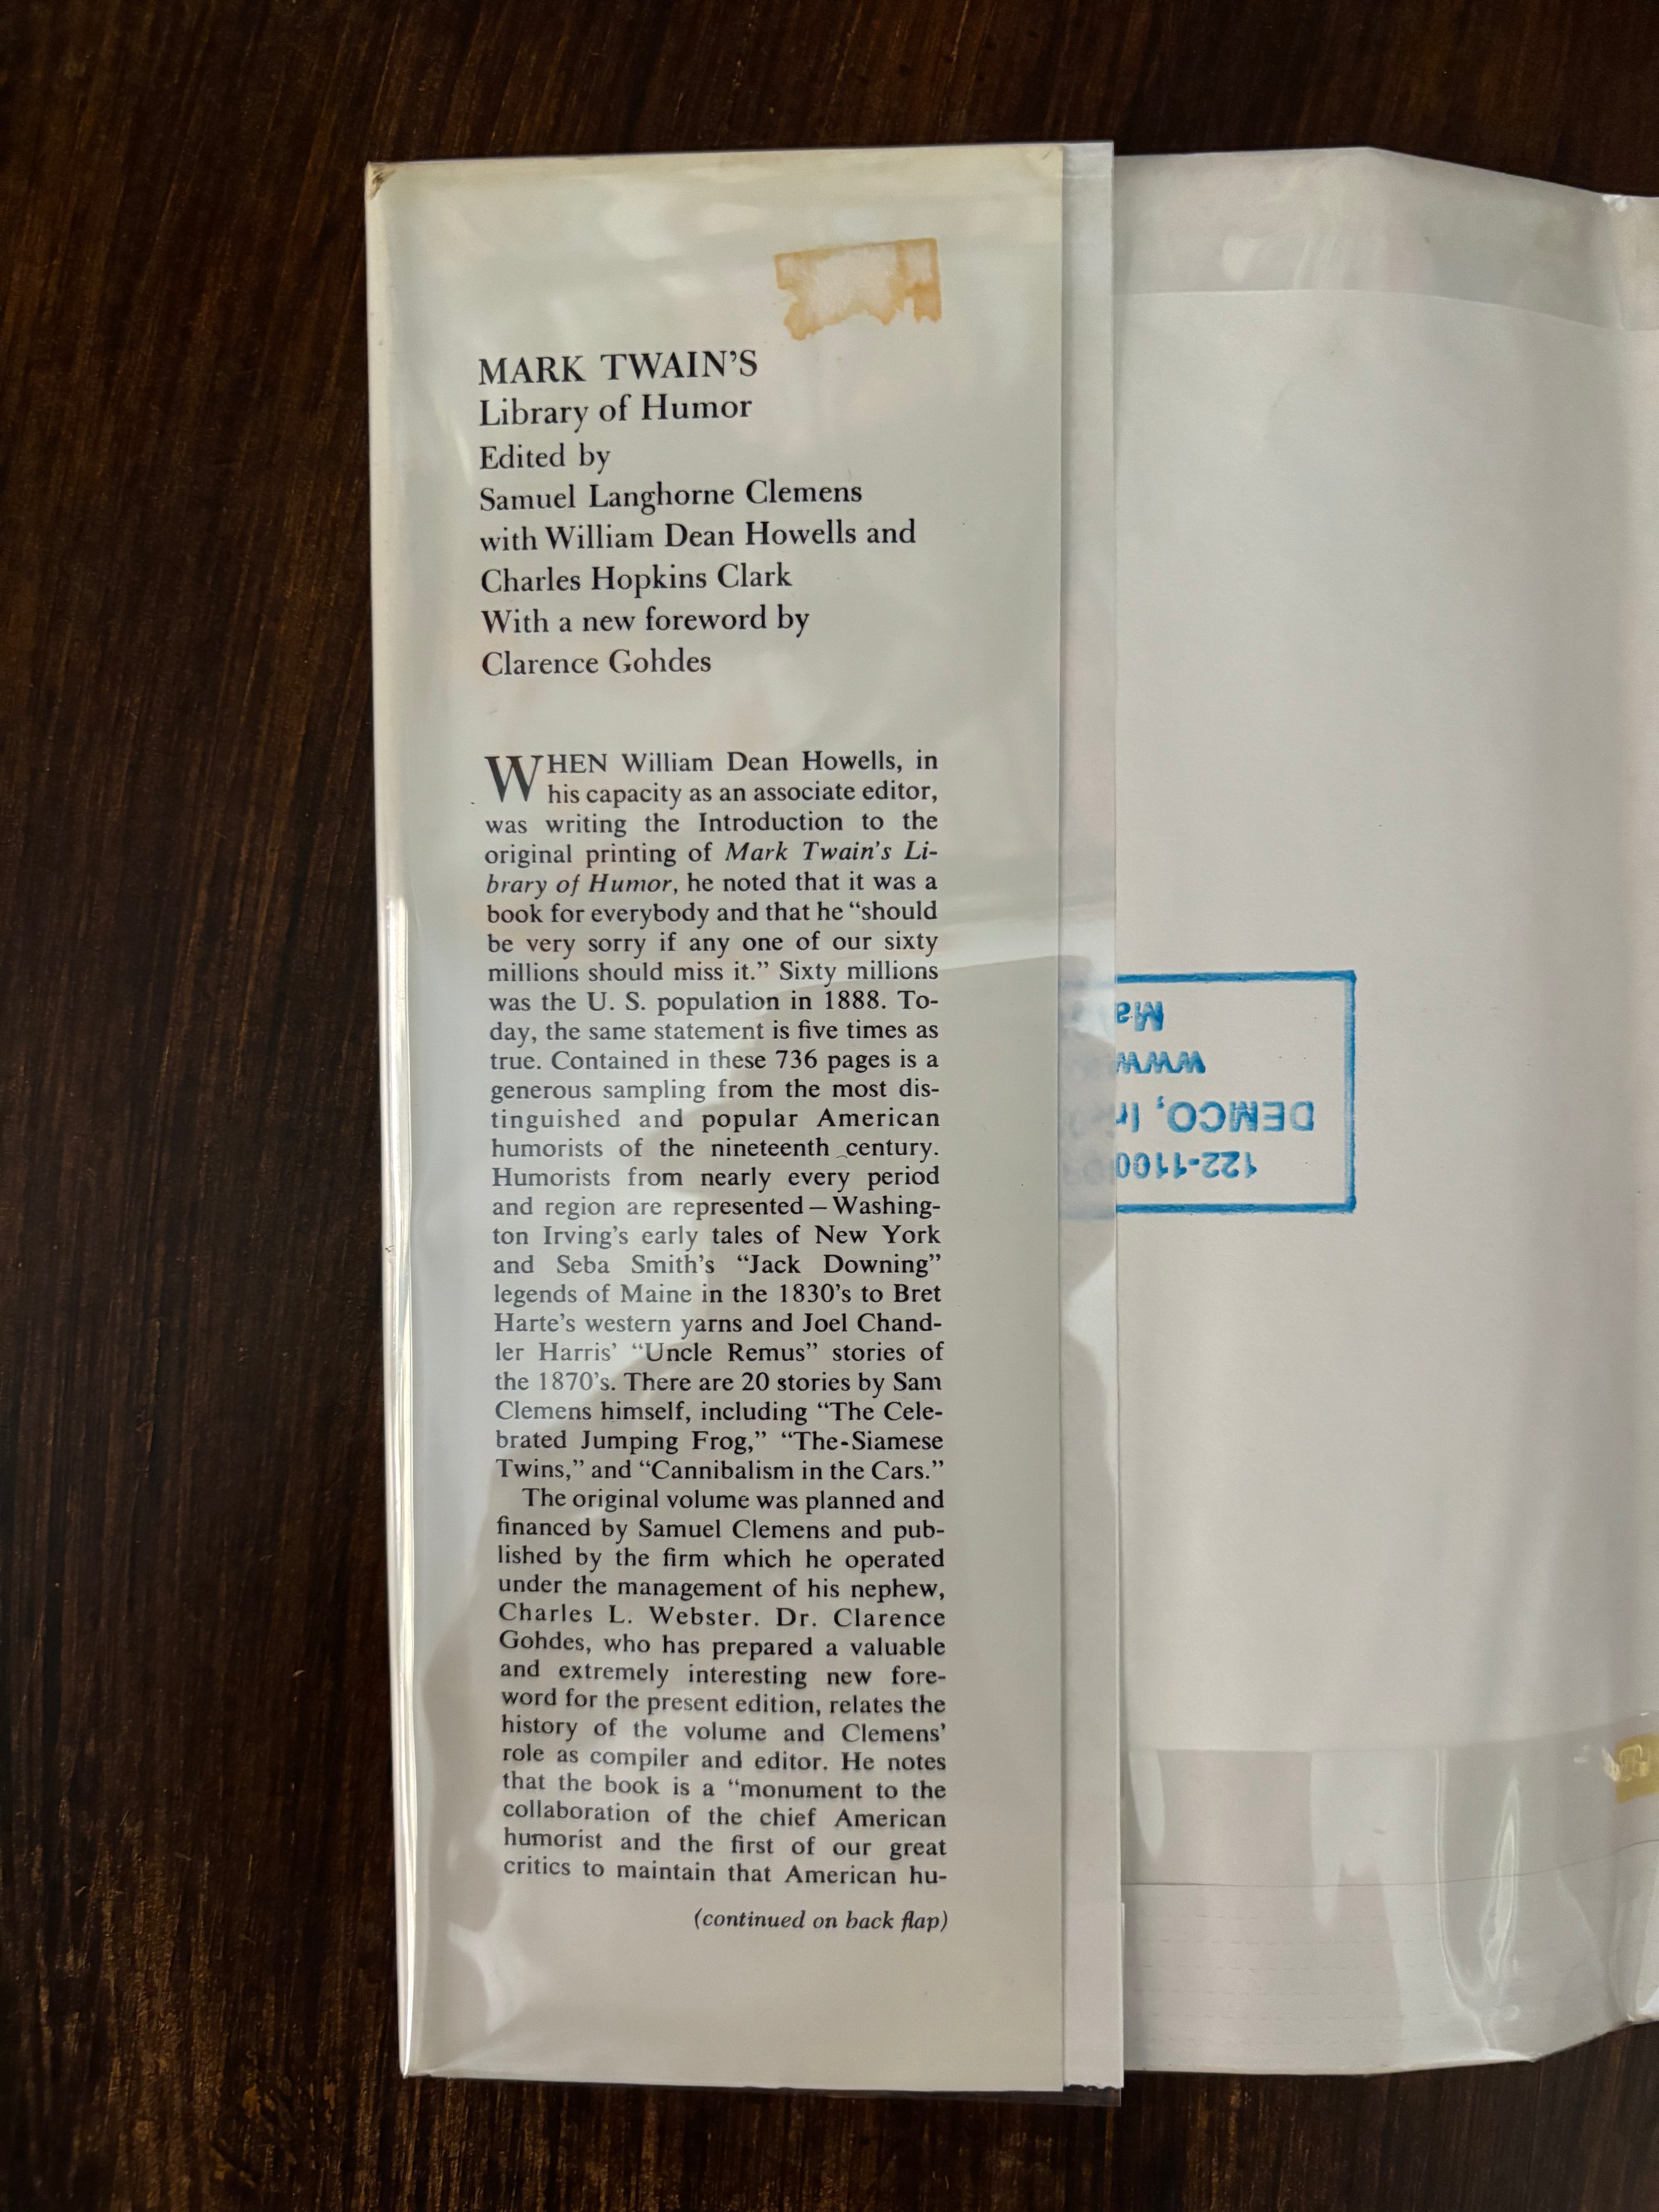 MARK TWAIN'S
Library of Humor
Edited by
Samuel Langhorne Clemens
with William Dean Howells and
Charles Hopkins Clark
With a new foreword by
Clarence Gohdes
WHEN William Dean Howells, in
his capacity as an associate editor,
was writing the Introduction to the
original printing of Mark Twain's Li-
brary of Humor, he noted that it was a
book for everybody and that he “should
be very sorry if any one of our sixty
millions should miss it.” Sixty millions
was the U. S. population in 1888. To-
day, the same statement is five times as
true. Contained in these 736 pages is a
generous sampling from the most dis-
tinguished and popular American
humorists of the nineteenth century.
Humorists from nearly every period
and region are represented — Washing-
ton Irving's early tales of New York
and Seba Smith's “Jack Downing”
legends of Maine in the 1830's to Bret
Harte's western yarns and Joel Chand-
ler Harris' “Uncle Remus” stories of
the 1870's. There are 20 stories by Sam
Clemens himself, including “The Cele-
brated Jumping Frog,” “The-Siamese
Twins,” and “Cannibalism in the Cars.”
The original volume was planned and
financed by Samuel Clemens and pub-
lished by the firm which he operated
under the management of his nephew,
Charles L. Webster. Dr. Clarence
Gohdes, who has prepared a valuable
and extremely interesting new fore-
word for the present edition, relates the
history of the volume and Clemens'
role as compiler and editor. He notes
that the book is a “monument to the
collaboration of the chief American
humorist and the first of our great
critics to maintain that American hu-
(continued on back flap)
122-1100
DEMCO, I
www
Ma